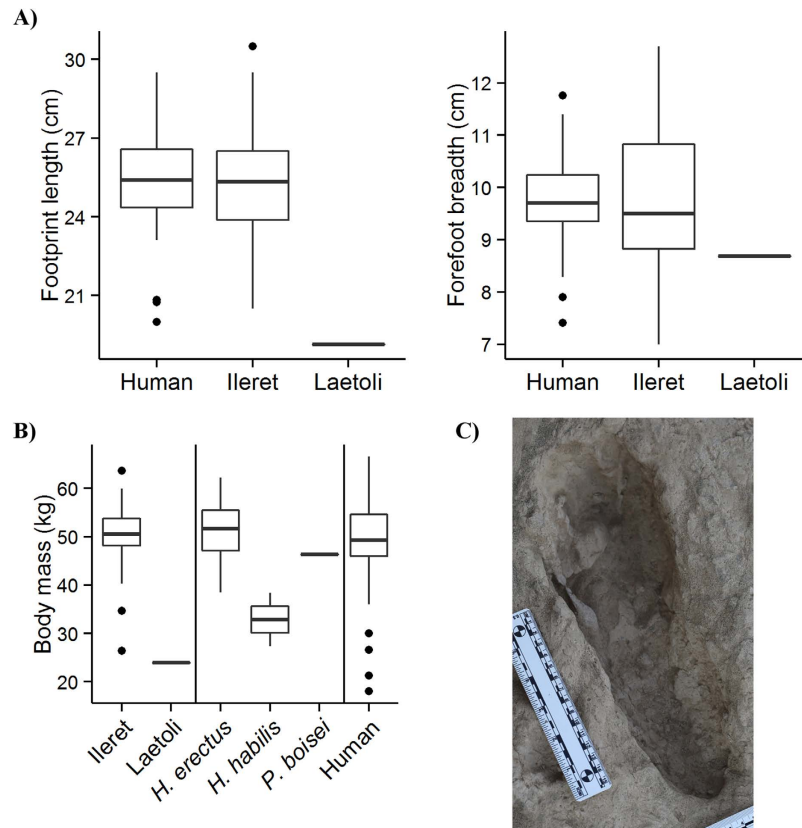 A)
Footprint length (cm)
30
27
24
21
Human Ileret Laetoli
Forefoot breadth (cm)
12
11
10
9
8
7
Human Ileret Laetoli
B)
Body mass (kg)
60
50
40
30
20
Ileret Laetoli H. erectus H. habilis P. boisei Human
C)